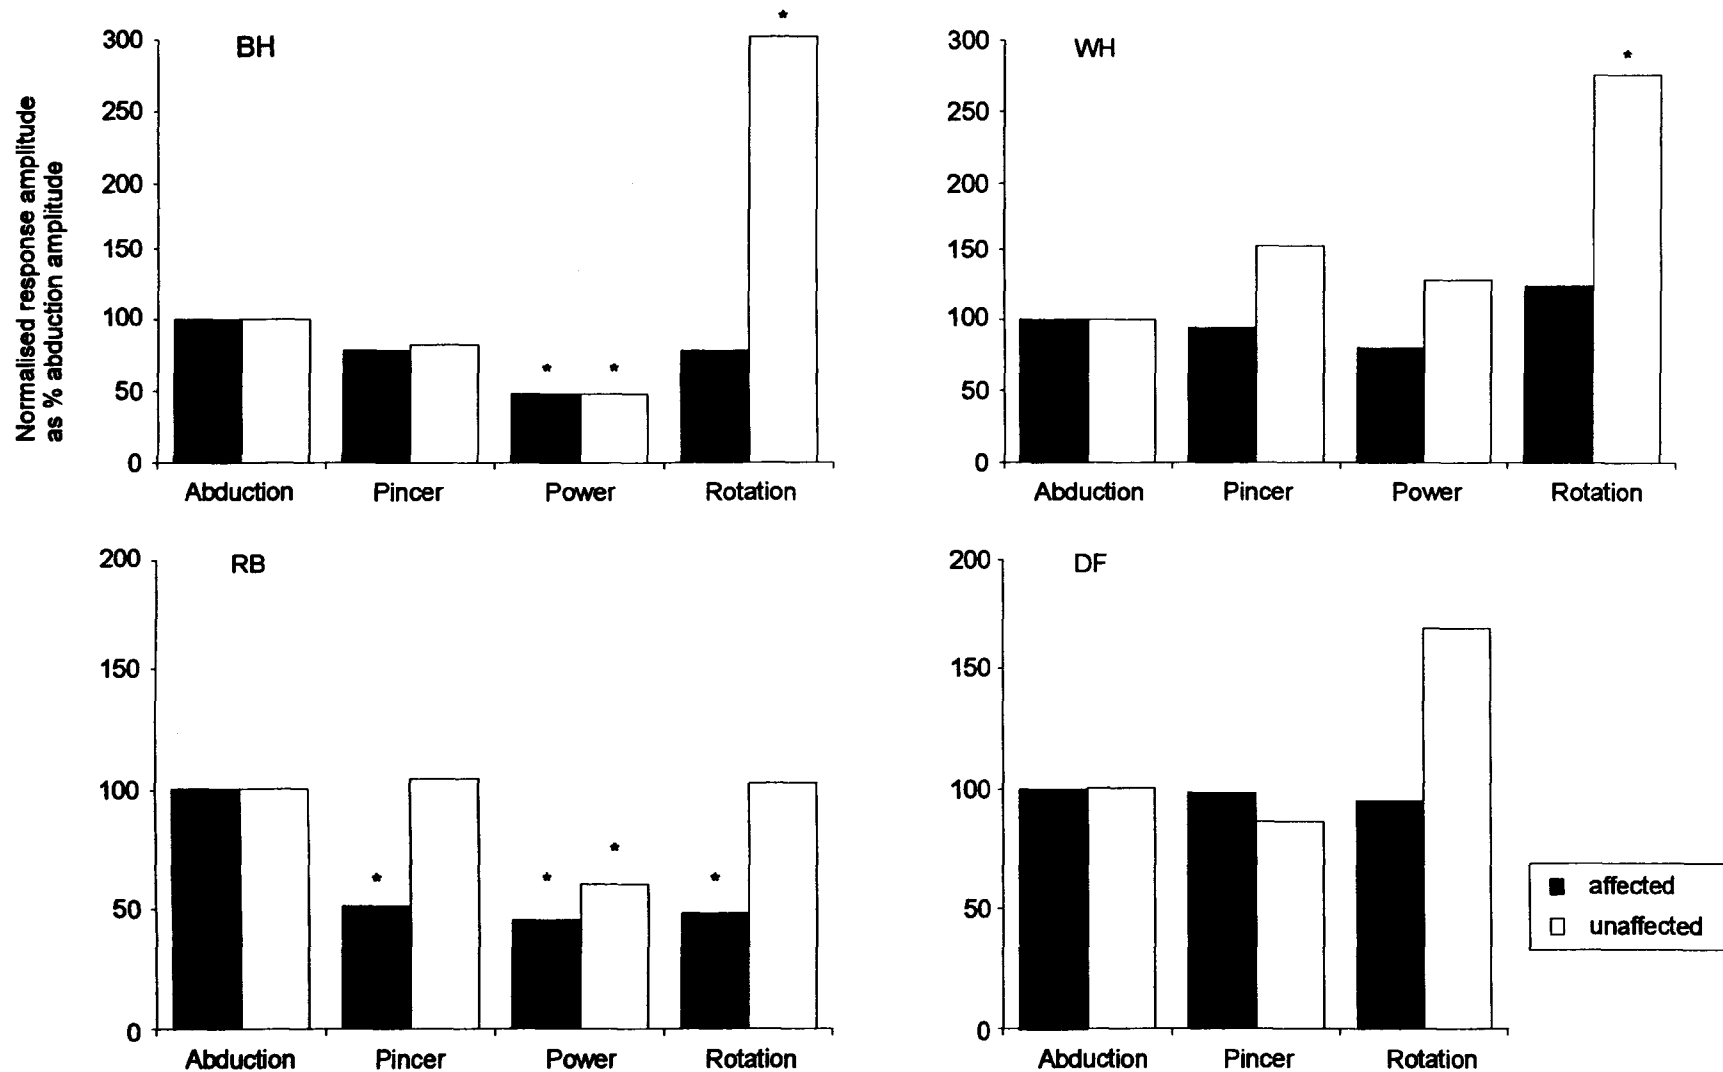 Normalised response amplitude
as % abduction amplitude
BH
*
300
250
200
150
100
50
0
* *
Abduction Pincer Power Rotation
WH
*
300
250
200
150
100
50
0
Abduction Pincer Power Rotation
RB
200
150
100
50
0
* * * *
Abduction Pincer Power Rotation
DF
200
150
100
50
0
Abduction Pincer Rotation
affected
unaffected